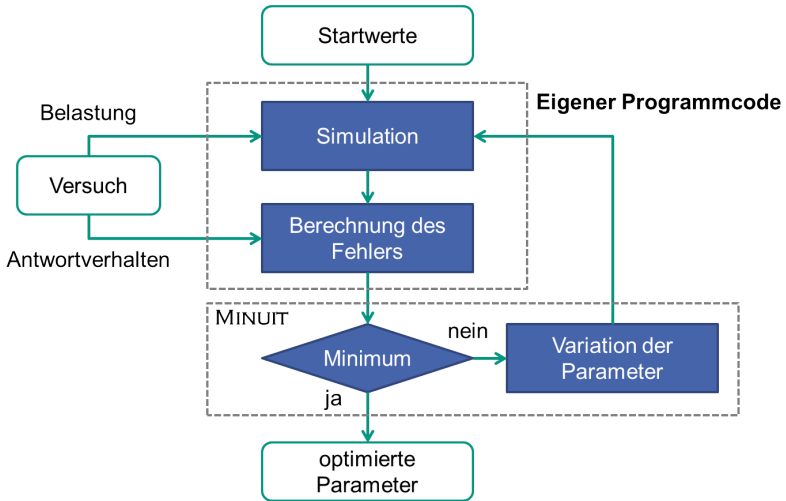 Startwerte
Eigener Programmcode
Belastung
Simulation
Versuch
Berechnung des
Fehlers
Antwortverhalten
MINUIT
nein
Minimum
Variation der
Parameter
ja
optimierte
Parameter